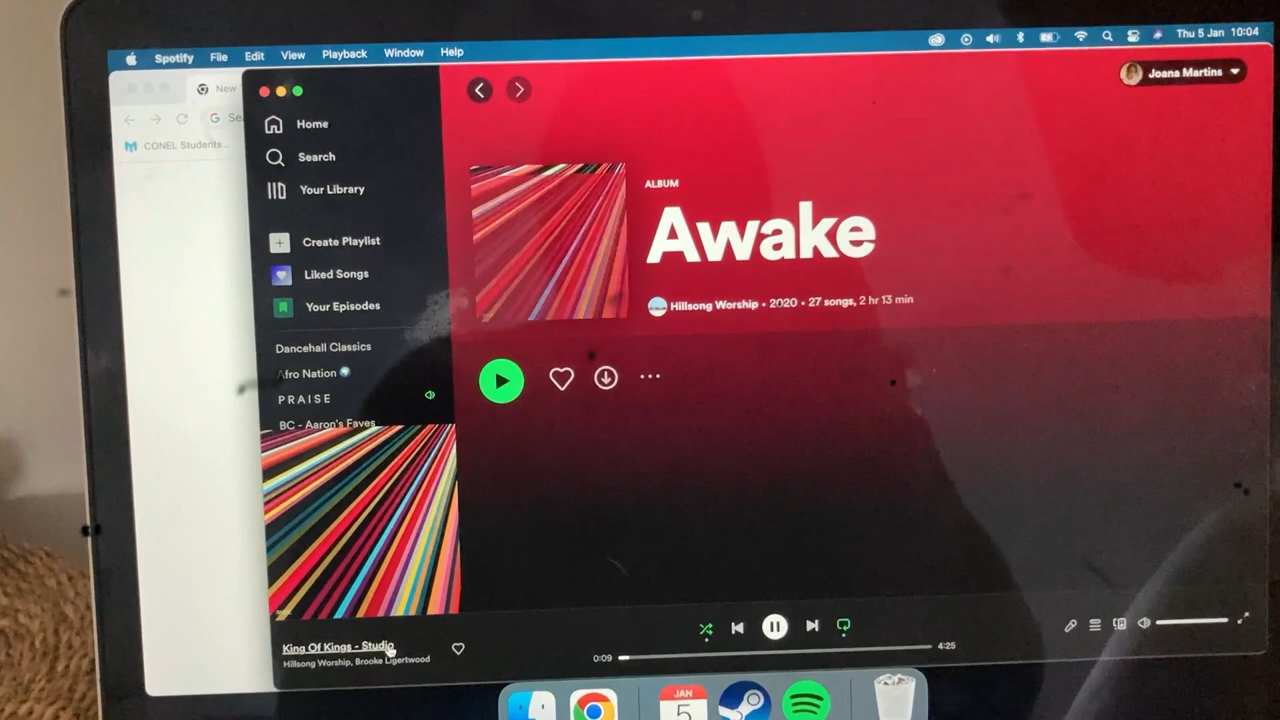 Spotify File Edit View Playback Window Help
Thu 5 Jan 10:04
New
CONEL Students...
Home
Search
Your Library
Create Playlist
Liked Songs
Your Episodes
Dancehall Classics
Afro Nation
PRAISE
BC - Aaron's Faves
Joana Martins
ALBUM
Awake
Hillsong Worship • 2020 • 27 songs, 2 hr 13 min
King Of Kings - Studio
Hillsong Worship, Brooke Ligertwood
0:09
4:25
JAN
5